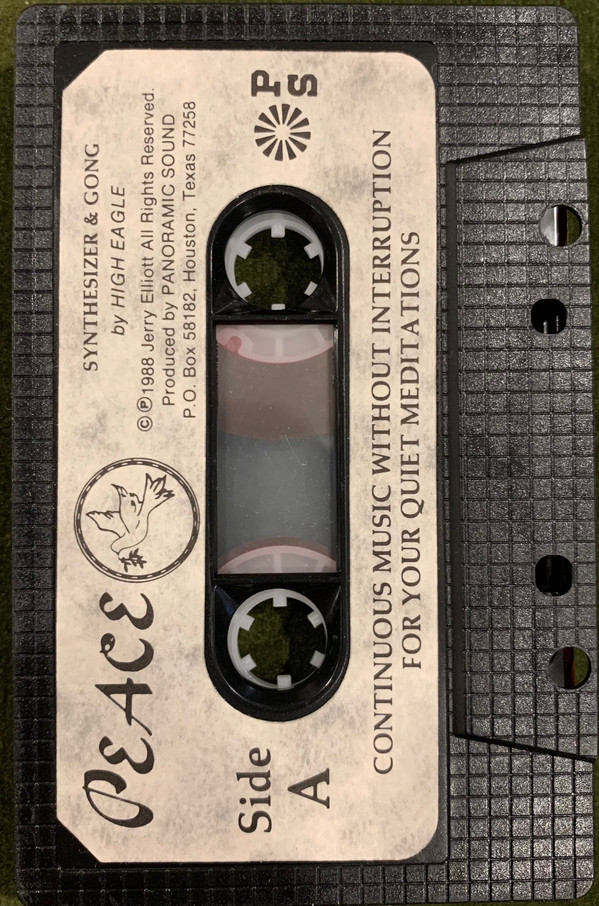 PEACE
SYNTHESIZER & GONG
by HIGH EAGLE
©℗1988 Jerry Elliott All Rights Reserved.
Produced by PANORAMIC SOUND
P.O. Box 58182, Houston, Texas 77258
PS
Side
A
CONTINUOUS MUSIC WITHOUT INTERRUPTION
FOR YOUR QUIET MEDITATIONS